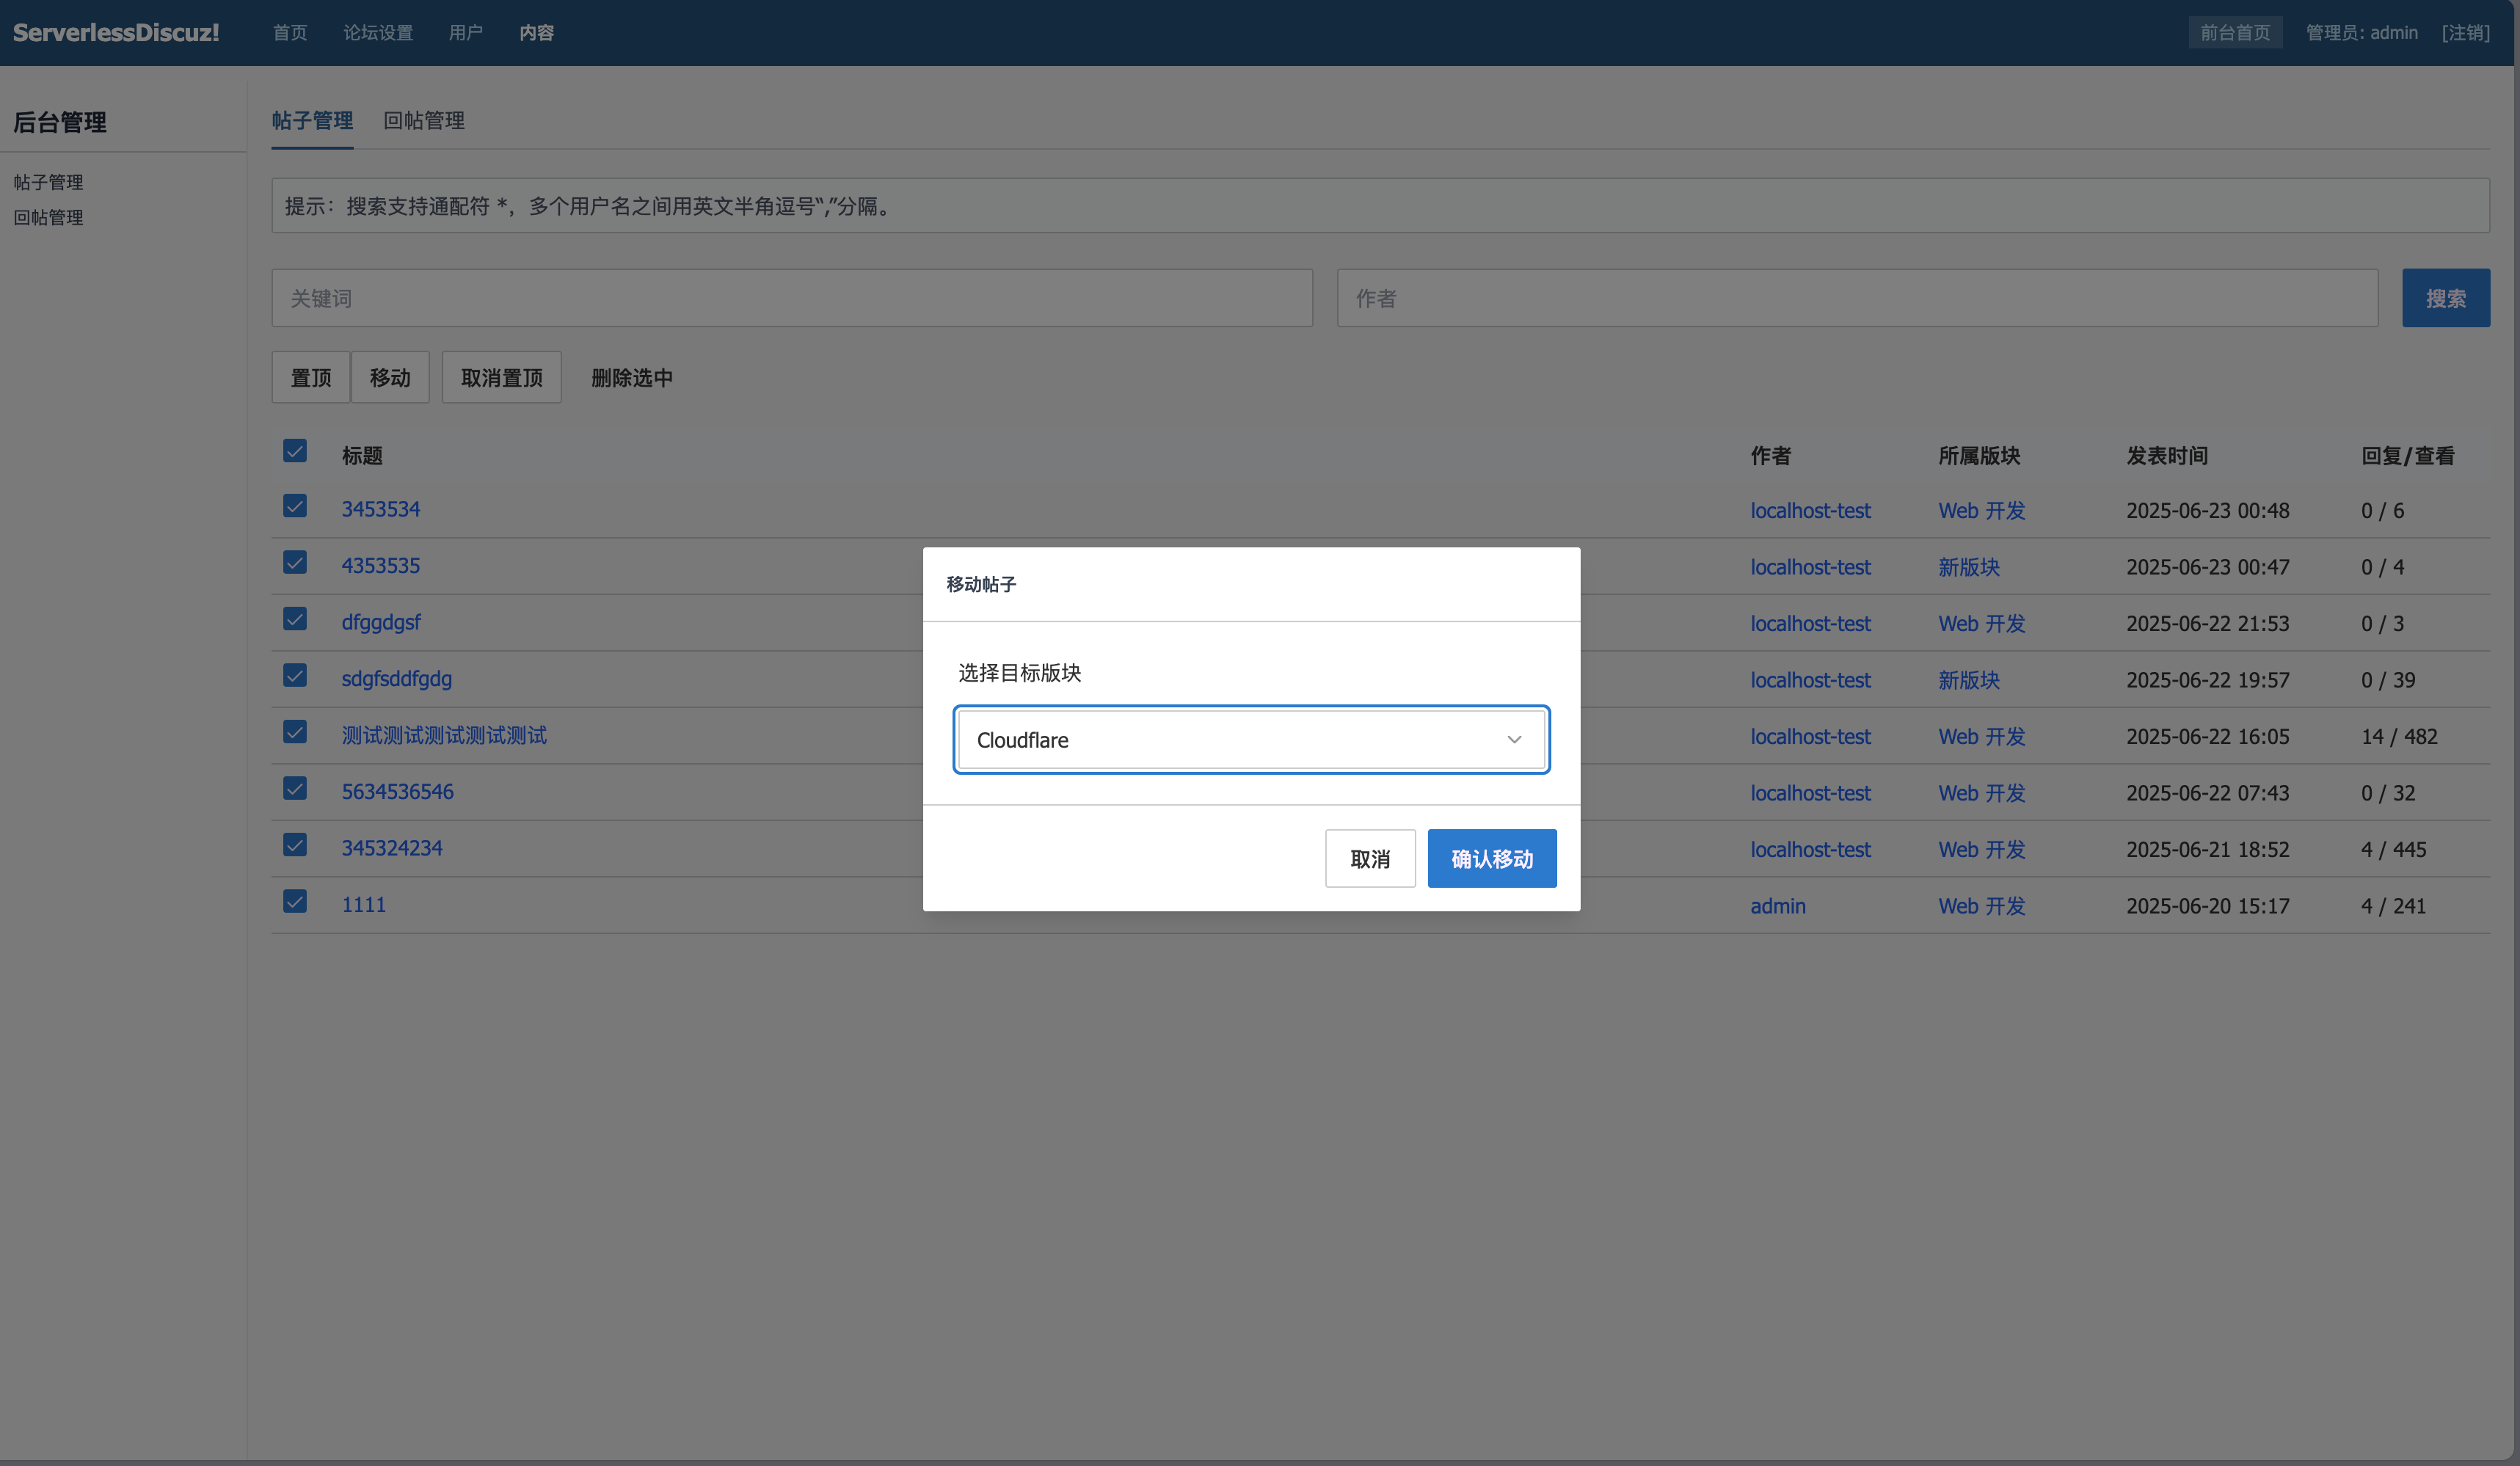 ServerlessDiscuz! 首页 论坛设置 用户 内容 前台首页 管理员: admin [注销]
后台管理
帖子管理
回帖管理
帖子管理 回帖管理
提示：搜索支持通配符 *，多个用户名之间用英文半角逗号“,”分隔。
关键词 作者 搜索
置顶 移动 取消置顶 删除选中
标题 作者 所属版块 发表时间 回复/查看
3453534 localhost-test Web 开发 2025-06-23 00:48 0 / 6
4353535 localhost-test 新版块 2025-06-23 00:47 0 / 4
dfggdgsf localhost-test Web 开发 2025-06-22 21:53 0 / 3
sdgfsddfgdg localhost-test 新版块 2025-06-22 19:57 0 / 39
测试测试测试测试测试 localhost-test Web 开发 2025-06-22 16:05 14 / 482
5634536546 localhost-test Web 开发 2025-06-22 07:43 0 / 32
345324234 localhost-test Web 开发 2025-06-21 18:52 4 / 445
1111 admin Web 开发 2025-06-20 15:17 4 / 241
移动帖子
选择目标版块
Cloudflare
取消 确认移动